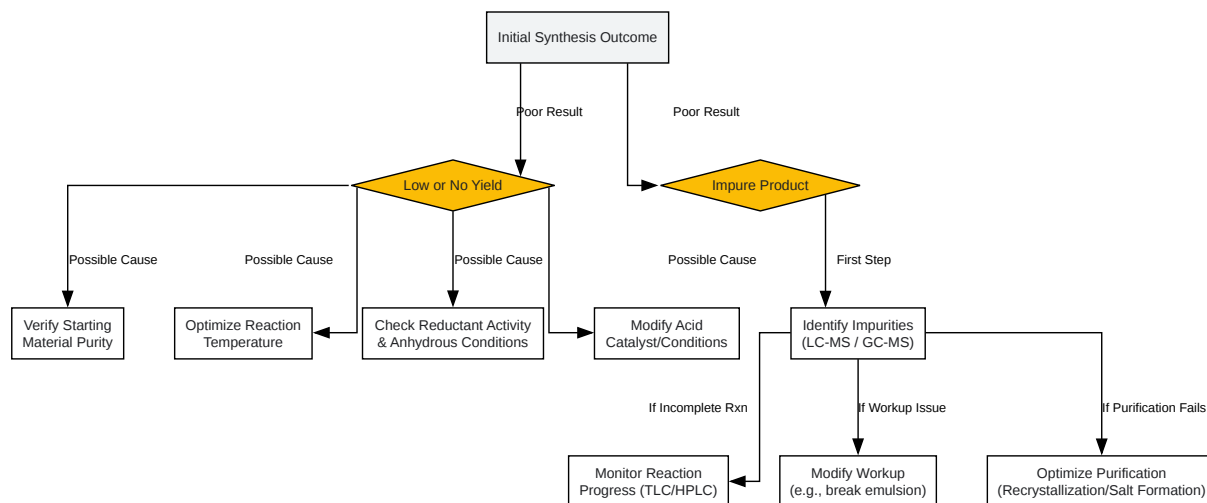 Initial Synthesis Outcome
Poor Result
Poor Result
Low or No Yield
Impure Product
Possible Cause
Possible Cause
Possible Cause
Possible Cause
First Step
Verify Starting
Material Purity
Optimize Reaction
Temperature
Check Reductant Activity
& Anhydrous Conditions
Modify Acid
Catalyst/Conditions
Identify Impurities
(LC-MS / GC-MS)
If Incomplete Rxn
If Workup Issue
If Purification Fails
Monitor Reaction
Progress (TLC/HPLC)
Modify Workup
(e.g., break emulsion)
Optimize Purification
(Recrystallization/Salt Formation)